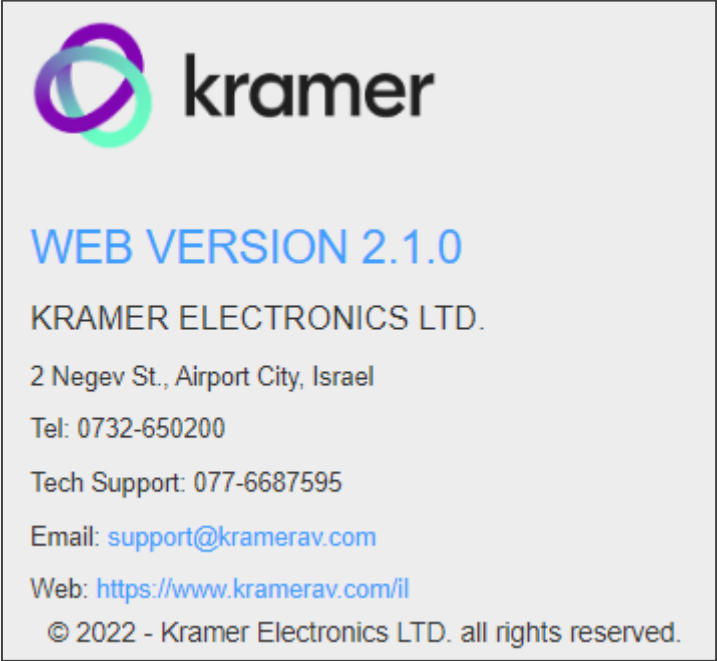 kramer
WEB VERSION 2.1.0
KRAMER ELECTRONICS LTD.
2 Negev St., Airport City, Israel
Tel: 0732-650200
Tech Support: 077-6687595
Email: support@kramerav.com
Web: https://www.kramerav.com/il
© 2022 - Kramer Electronics LTD. all rights reserved.